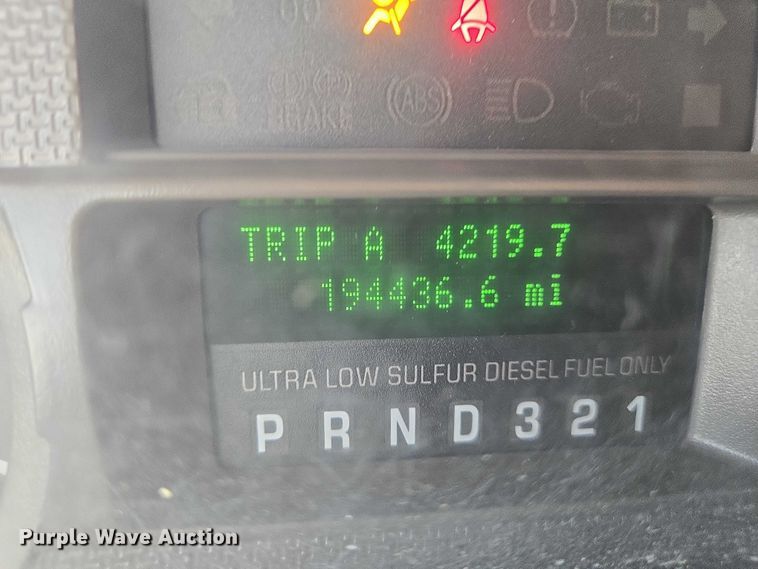 BRAKE
ABS
TRIP A 4219.7
194436.6 mi
ULTRA LOW SULFUR DIESEL FUEL ONLY
P R N D 3 2 1
Purple Wave Auction